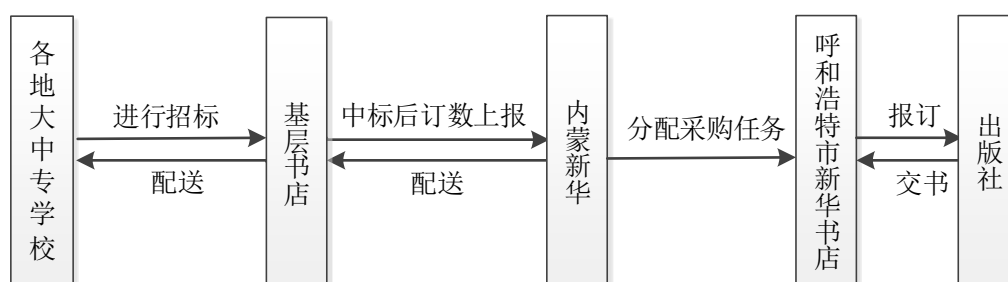 各地大中专学校
进行招标
配送
基层书店
中标后订数上报
配送
内蒙新华
分配采购任务
呼和浩特市新华书店
报订
交书
出版社